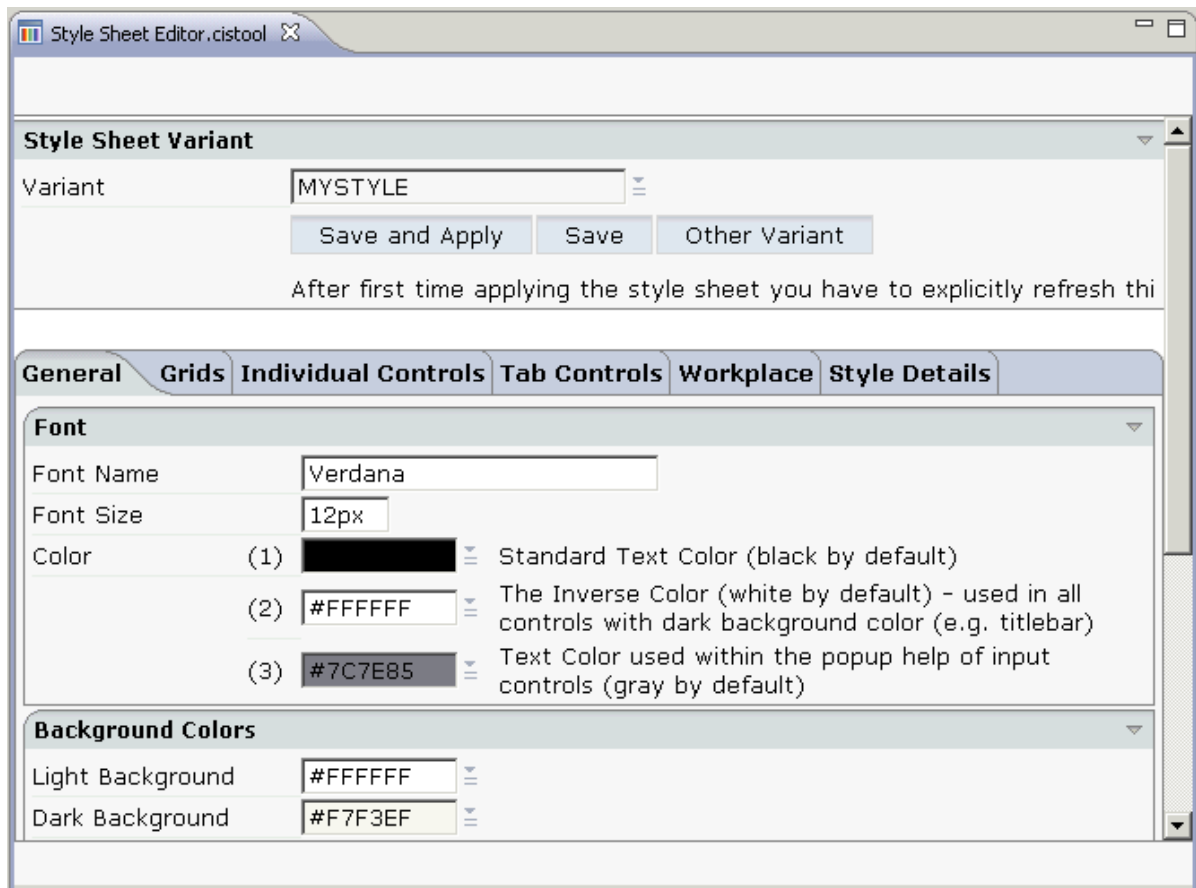 Style Sheet Editor.cistool
Style Sheet Variant
Variant MYSTYLE
Save and Apply Save Other Variant
After first time applying the style sheet you have to explicitly refresh thi
General Grids Individual Controls Tab Controls Workplace Style Details
Font
Font Name Verdana
Font Size 12px
Color (1) Standard Text Color (black by default)
(2) #FFFFFF The Inverse Color (white by default) – used in all
controls with dark background color (e.g. titlebar)
(3) #7C7E85 Text Color used within the popup help of input
controls (gray by default)
Background Colors
Light Background #FFFFFF
Dark Background #F7F3EF